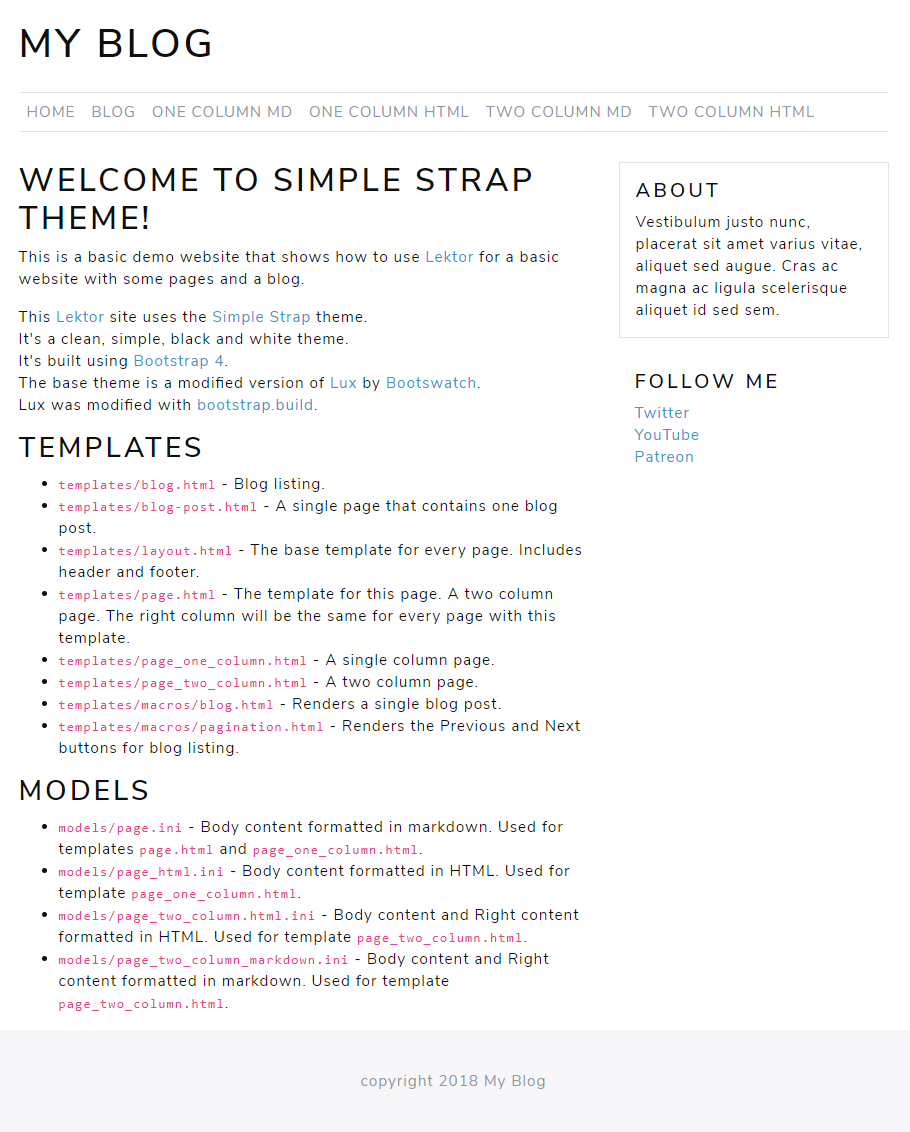 MY BLOG
HOME BLOG ONE COLUMN MD ONE COLUMN HTML TWO COLUMN MD TWO COLUMN HTML
WELCOME TO SIMPLE STRAP
THEME!
This is a basic demo website that shows how to use Lektor for a basic
website with some pages and a blog.
This Lektor site uses the Simple Strap theme.
It's a clean, simple, black and white theme.
It's built using Bootstrap 4.
The base theme is a modified version of Lux by Bootswatch.
Lux was modified with bootstrap.build.
TEMPLATES
templates/blog.html - Blog listing.
templates/blog-post.html - A single page that contains one blog
post.
templates/layout.html - The base template for every page. Includes
header and footer.
templates/page.html - The template for this page. A two column
page. The right column will be the same for every page with this
template.
templates/page_one_column.html - A single column page.
templates/page_two_column.html - A two column page.
templates/macros/blog.html - Renders a single blog post.
templates/macros/pagination.html - Renders the Previous and Next
buttons for blog listing.
MODELS
models/page.ini - Body content formatted in markdown. Used for
templates page.html and page_one_column.html.
models/page_html.ini - Body content formatted in HTML. Used for
template page_one_column.html.
models/page_two_column.html.ini - Body content and Right content
formatted in HTML. Used for template page_two_column.html.
models/page_two_column_markdown.ini - Body content and Right
content formatted in markdown. Used for template
page_two_column.html.
ABOUT
Vestibulum justo nunc,
placerat sit amet varius vitae,
aliquet sed augue. Cras ac
magna ac ligula scelerisque
aliquet id sed sem.
FOLLOW ME
Twitter
YouTube
Patreon
copyright 2018 My Blog